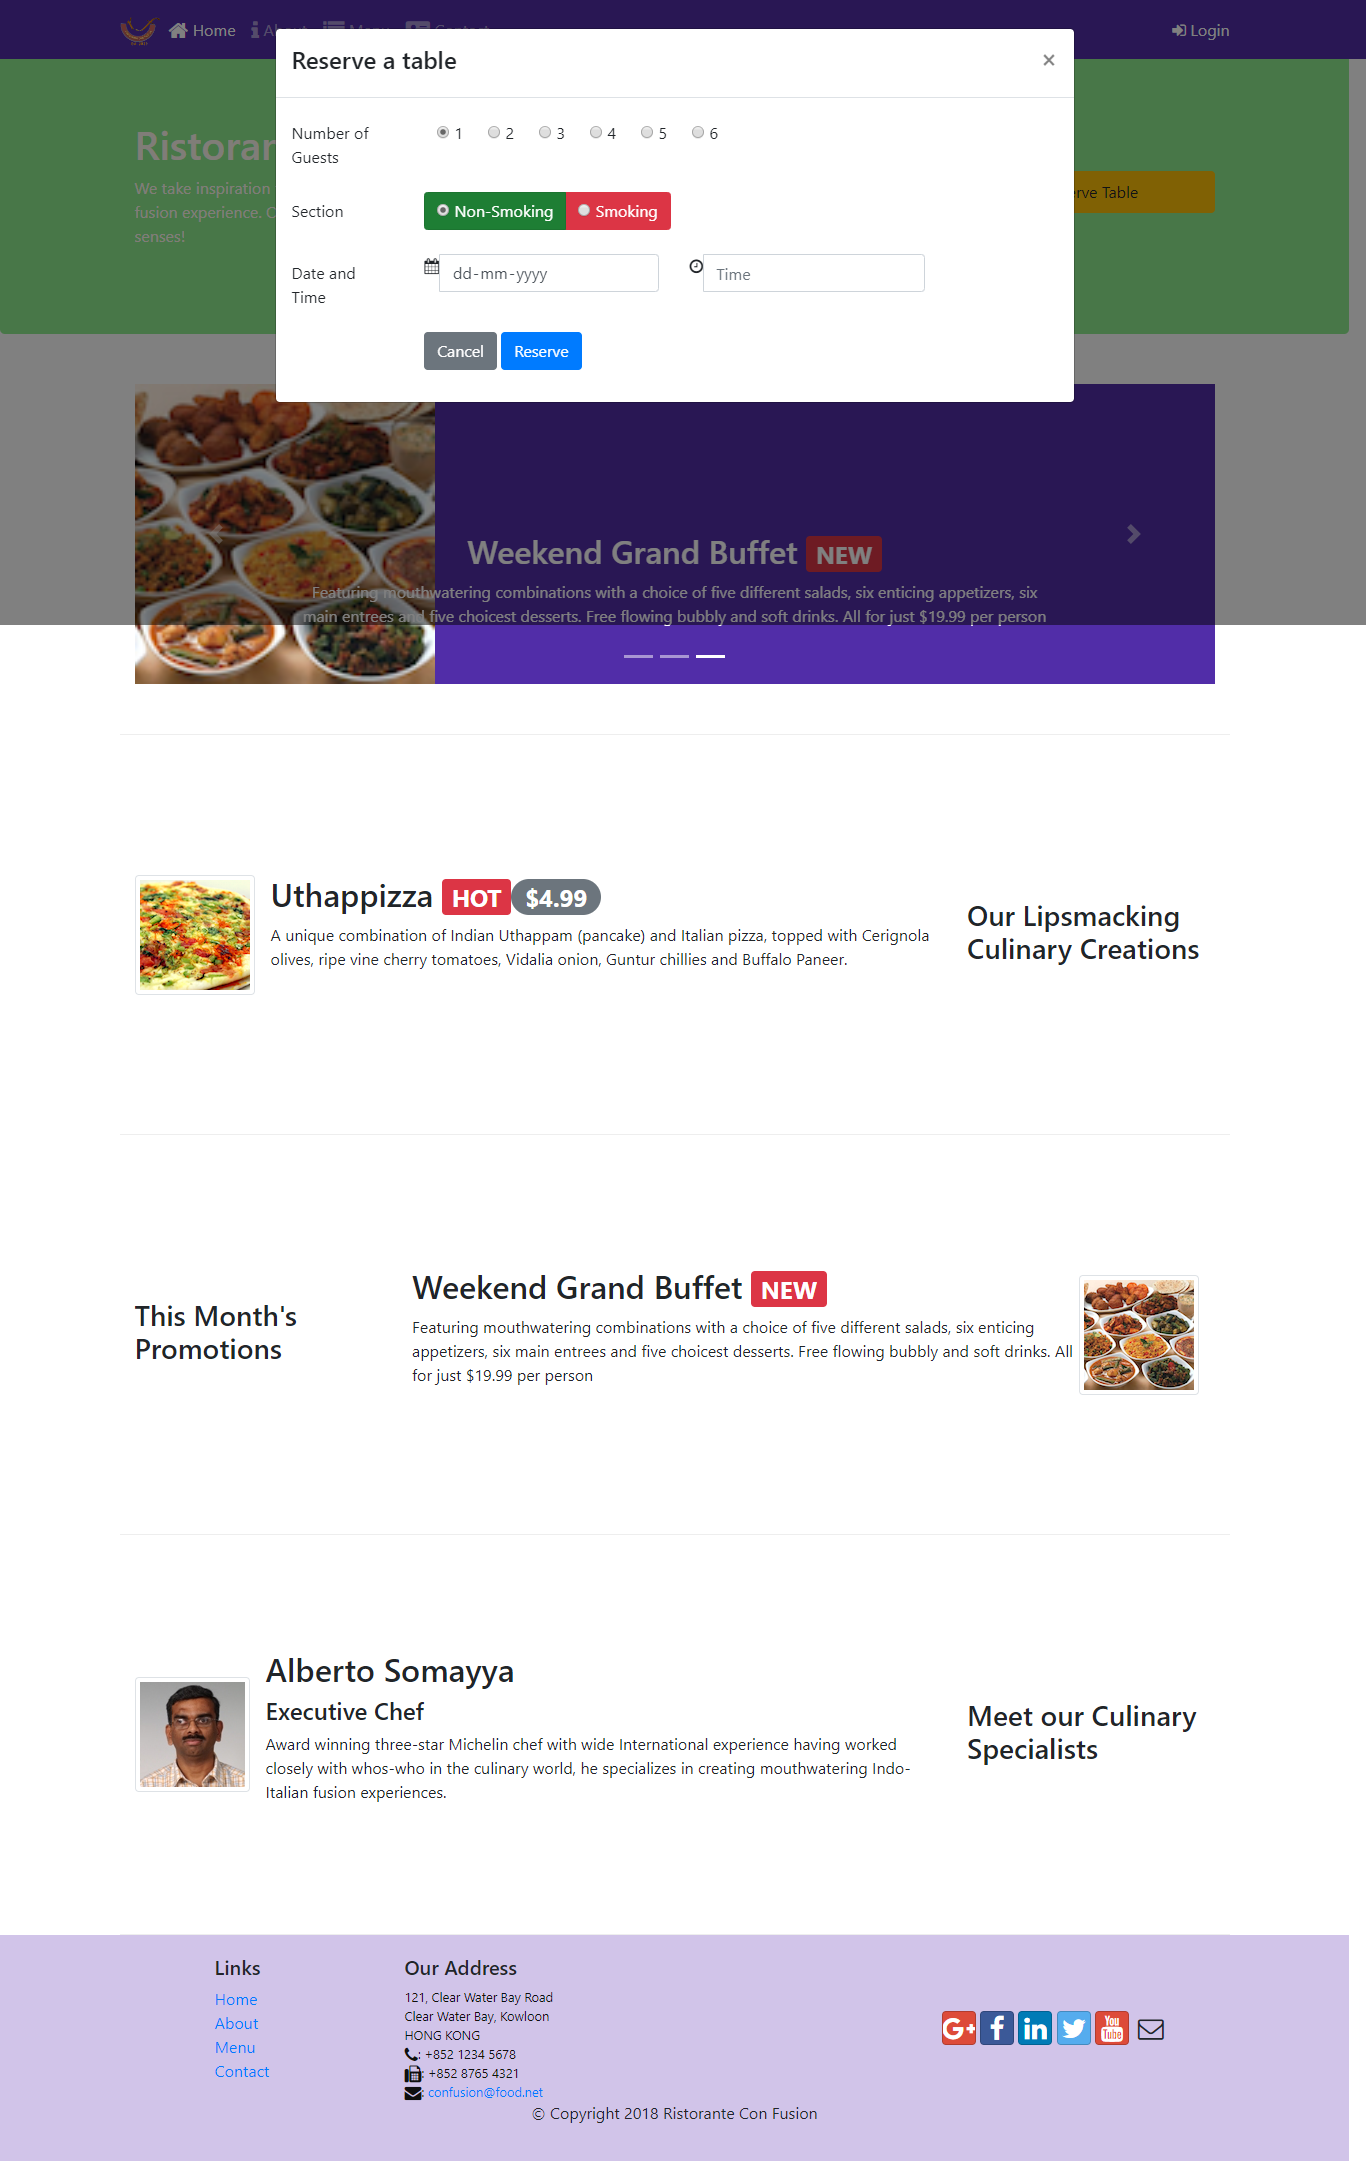 Home
Login
Reserve a table
×
Number of
Guests
1 2 3 4 5 6
Section
Non-Smoking Smoking
Date and
Time
dd-mm-yyyy
Time
Cancel Reserve
We take inspiration
fusion experience.
senses!
Table
Weekend Grand Buffet NEW
Featuring mouthwatering combinations with a choice of five different salads, six enticing appetizers, six
main entrees and five choicest desserts. Free flowing bubbly and soft drinks. All for just $19.99 per person
Uthappizza HOT $4.99
A unique combination of Indian Uthappam (pancake) and Italian pizza, topped with Cerignola
olives, ripe vine cherry tomatoes, Vidalia onion, Guntur chillies and Buffalo Paneer.
Our Lipsmacking
Culinary Creations
This Month's
Promotions
Weekend Grand Buffet NEW
Featuring mouthwatering combinations with a choice of five different salads, six enticing
appetizers, six main entrees and five choicest desserts. Free flowing bubbly and soft drinks. All
for just $19.99 per person
Alberto Somayya
Executive Chef
Award winning three-star Michelin chef with wide International experience having worked
closely with whos-who in the culinary world, he specializes in creating mouthwatering Indo-
Italian fusion experiences.
Meet our Culinary
Specialists
Links
Home
About
Menu
Contact
Our Address
121, Clear Water Bay Road
Clear Water Bay, Kowloon
HONG KONG
: +852 1234 5678
: +852 8765 4321
: confusion@food.net
G+ f in You Tube
© Copyright 2018 Ristorante Con Fusion